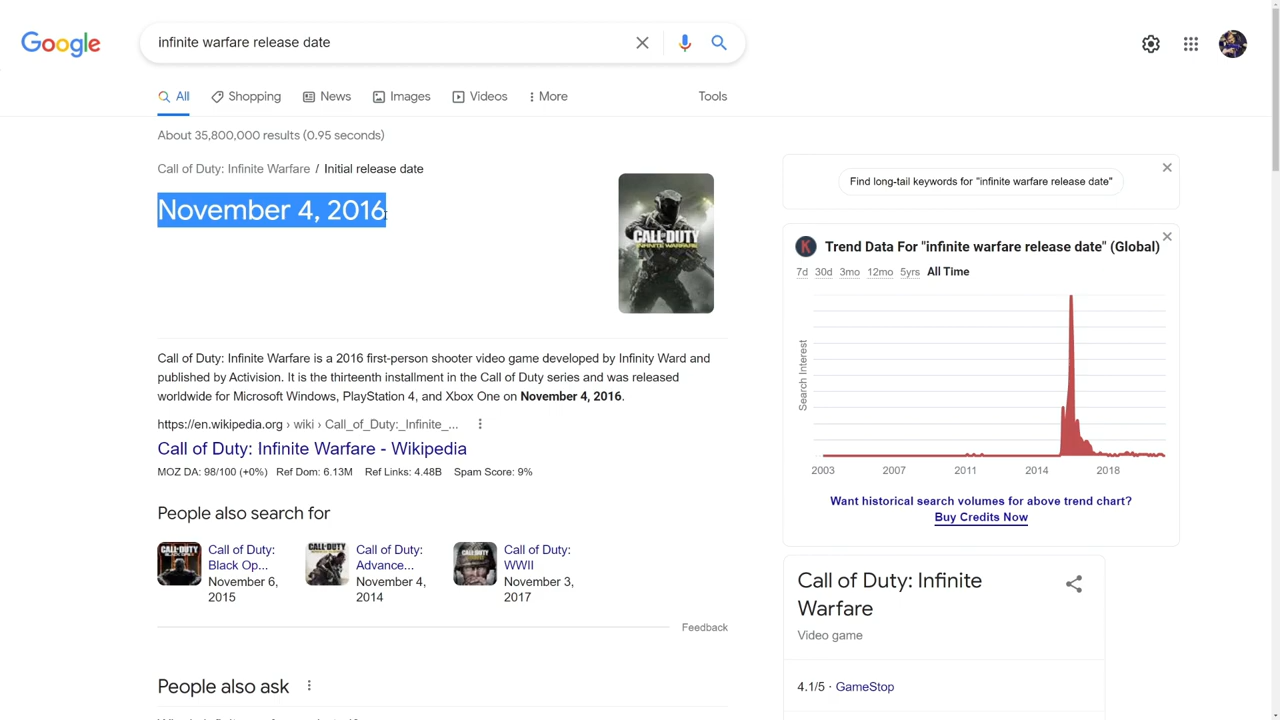 Google
infinite warfare release date
All
Shopping
News
Images
Videos
More
Tools
About 35,800,000 results (0.95 seconds)
Call of Duty: Infinite Warfare / Initial release date
November 4, 2016
CALL OF DUTY
INFINITE WARFARE
Call of Duty: Infinite Warfare is a 2016 first-person shooter video game developed by Infinity Ward and
published by Activision. It is the thirteenth installment in the Call of Duty series and was released
worldwide for Microsoft Windows, PlayStation 4, and Xbox One on November 4, 2016.
https://en.wikipedia.org › wiki › Call_of_Duty:_Infinite_...
Call of Duty: Infinite Warfare - Wikipedia
MOZ DA: 98/100 (+0%) Ref Dom: 6.13M Ref Links: 4.48B Spam Score: 9%
People also search for
Call of Duty:
Black Op...
November 6,
2015
Call of Duty:
Advance...
November 4,
2014
Call of Duty:
WWII
November 3,
2017
Feedback
People also ask
Find long-tail keywords for "infinite warfare release date"
K
Trend Data For "infinite warfare release date" (Global)
7d 30d 3mo 12mo 5yrs All Time
Search Interest
2003 2007 2011 2014 2018
Want historical search volumes for above trend chart?
Buy Credits Now
Call of Duty: Infinite
Warfare
Video game
4.1/5 · GameStop